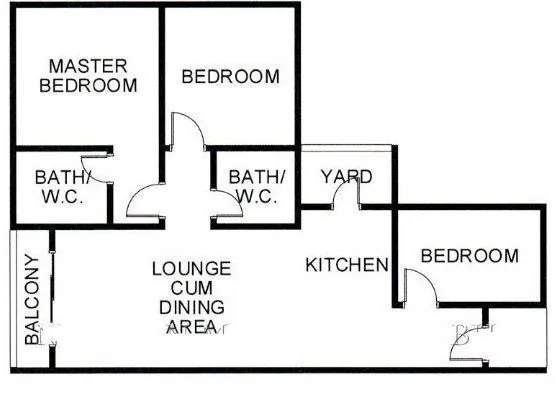 MASTER
BEDROOM
BEDROOM
BATH/
W.C.
BATH/
W.C.
YARD
BALCONY
LOUNGE
CUM
DINING
AREA
KITCHEN
BEDROOM